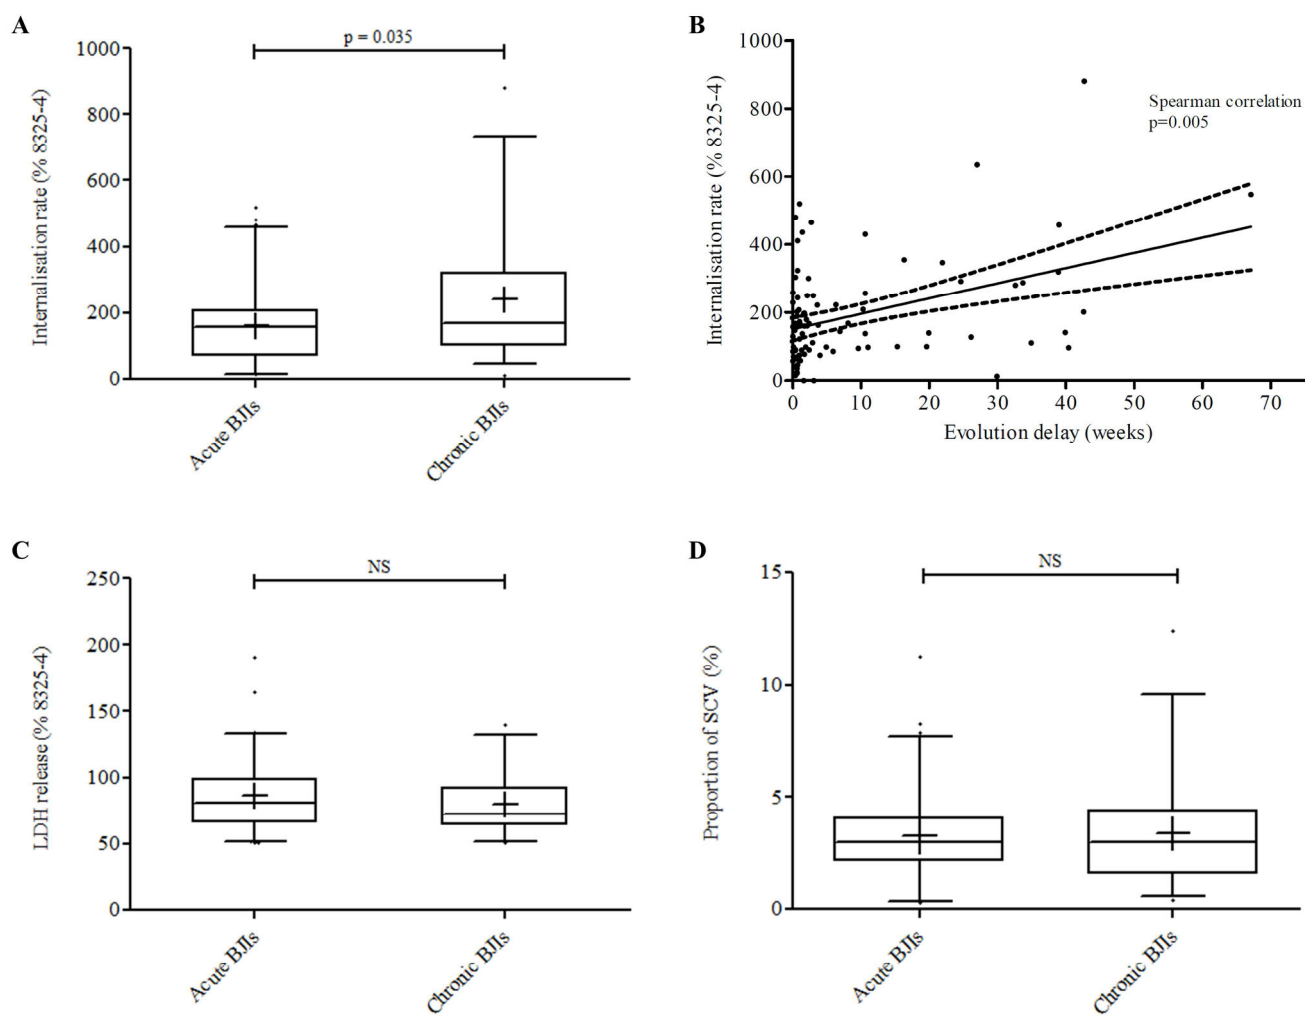 A
Internalisation rate (% 8325-4)
1000
800
600
400
200
0
p = 0.035
Acute BJIs
Chronic BJIs
B
Internalisation rate (% 8325-4)
1000
800
600
400
200
0
Spearman correlation
p=0.005
0 10 20 30 40 50 60 70
Evolution delay (weeks)
C
LDH release (% 8325-4)
250
200
150
100
50
0
NS
Acute BJIs
Chronic BJIs
D
Proportion of SCV (%)
15
10
5
0
NS
Acute BJIs
Chronic BJIs